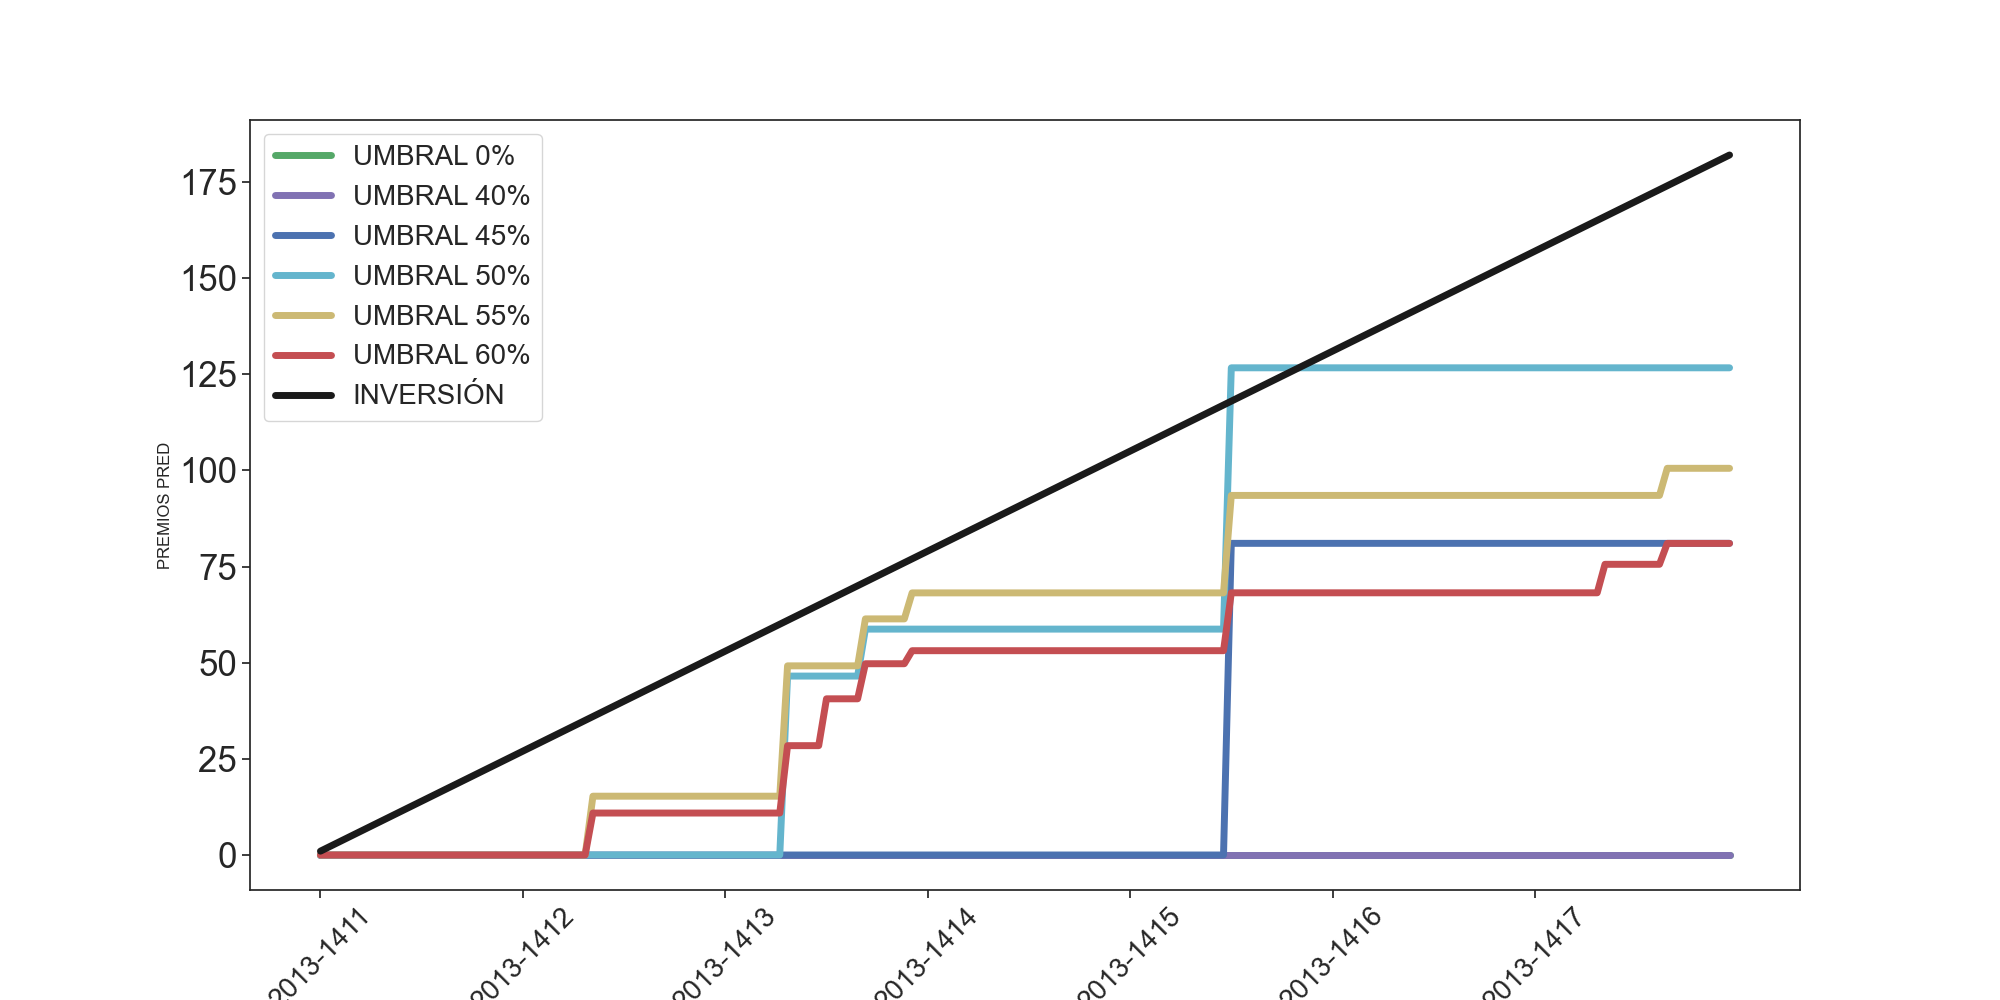 UMBRAL 0%
UMBRAL 40%
UMBRAL 45%
UMBRAL 50%
UMBRAL 55%
UMBRAL 60%
INVERSIÓN
PREMIOS PRED
175
150
125
100
75
50
25
0
2013-1411
2013-1412
2013-1413
2013-1414
2013-1415
2013-1416
2013-1417